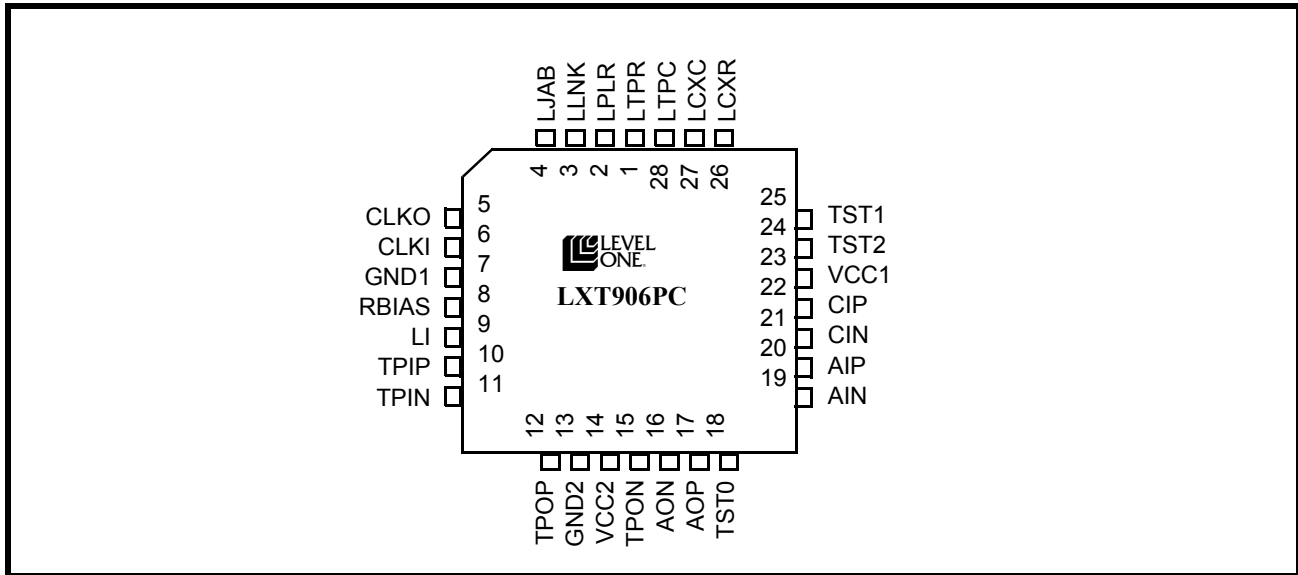 LJAB
LLNK
LPLR
LTPR
LTPC
LCXC
LCXR
4
3
2
1
28
27
26
CLKO 5
CLKI 6
GND1 7
RBIAS 8
LI 9
TPIP 10
TPIN 11
LEVEL
ONE®
LXT906PC
25 TST1
24 TST2
23 VCC1
22 CIP
21 CIN
20 AIP
19 AIN
12
13
14
15
16
17
18
TPOP
GND2
VCC2
TPON
AON
AOP
TST0